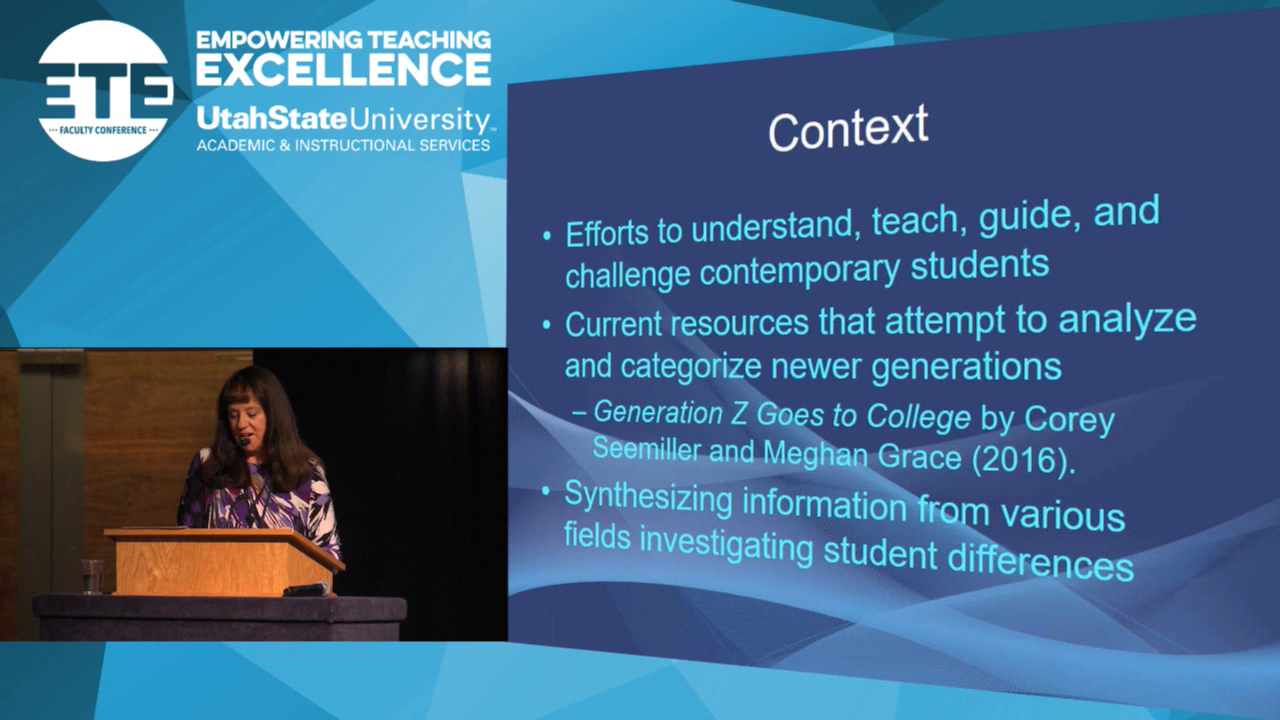 ETE
··· FACULTY CONFERENCE ···
EMPOWERING TEACHING
EXCELLENCE
UtahStateUniversity™
ACADEMIC & INSTRUCTIONAL SERVICES
Context
• Efforts to understand, teach, guide, and
challenge contemporary students
• Current resources that attempt to analyze
and categorize newer generations
– Generation Z Goes to College by Corey
Seemiller and Meghan Grace (2016).
• Synthesizing information from various
fields investigating student differences